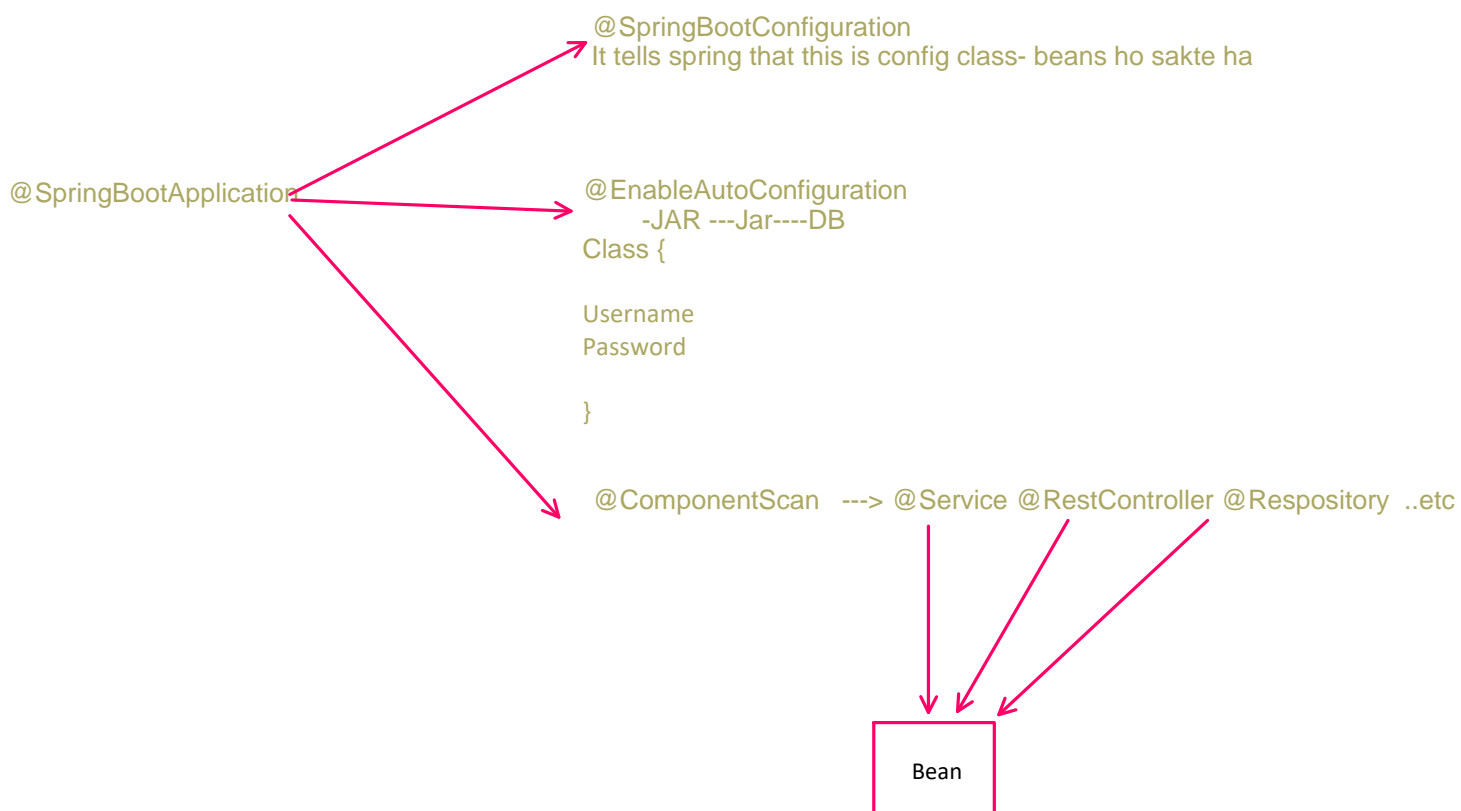 @SpringBootConfiguration
It tells spring that this is config class- beans ho sakte ha
@SpringBootApplication
@EnableAutoConfiguration
-JAR ---Jar----DB
Class {
Username
Password
}
@ComponentScan ---> @Service @RestController @Respository ..etc
Bean